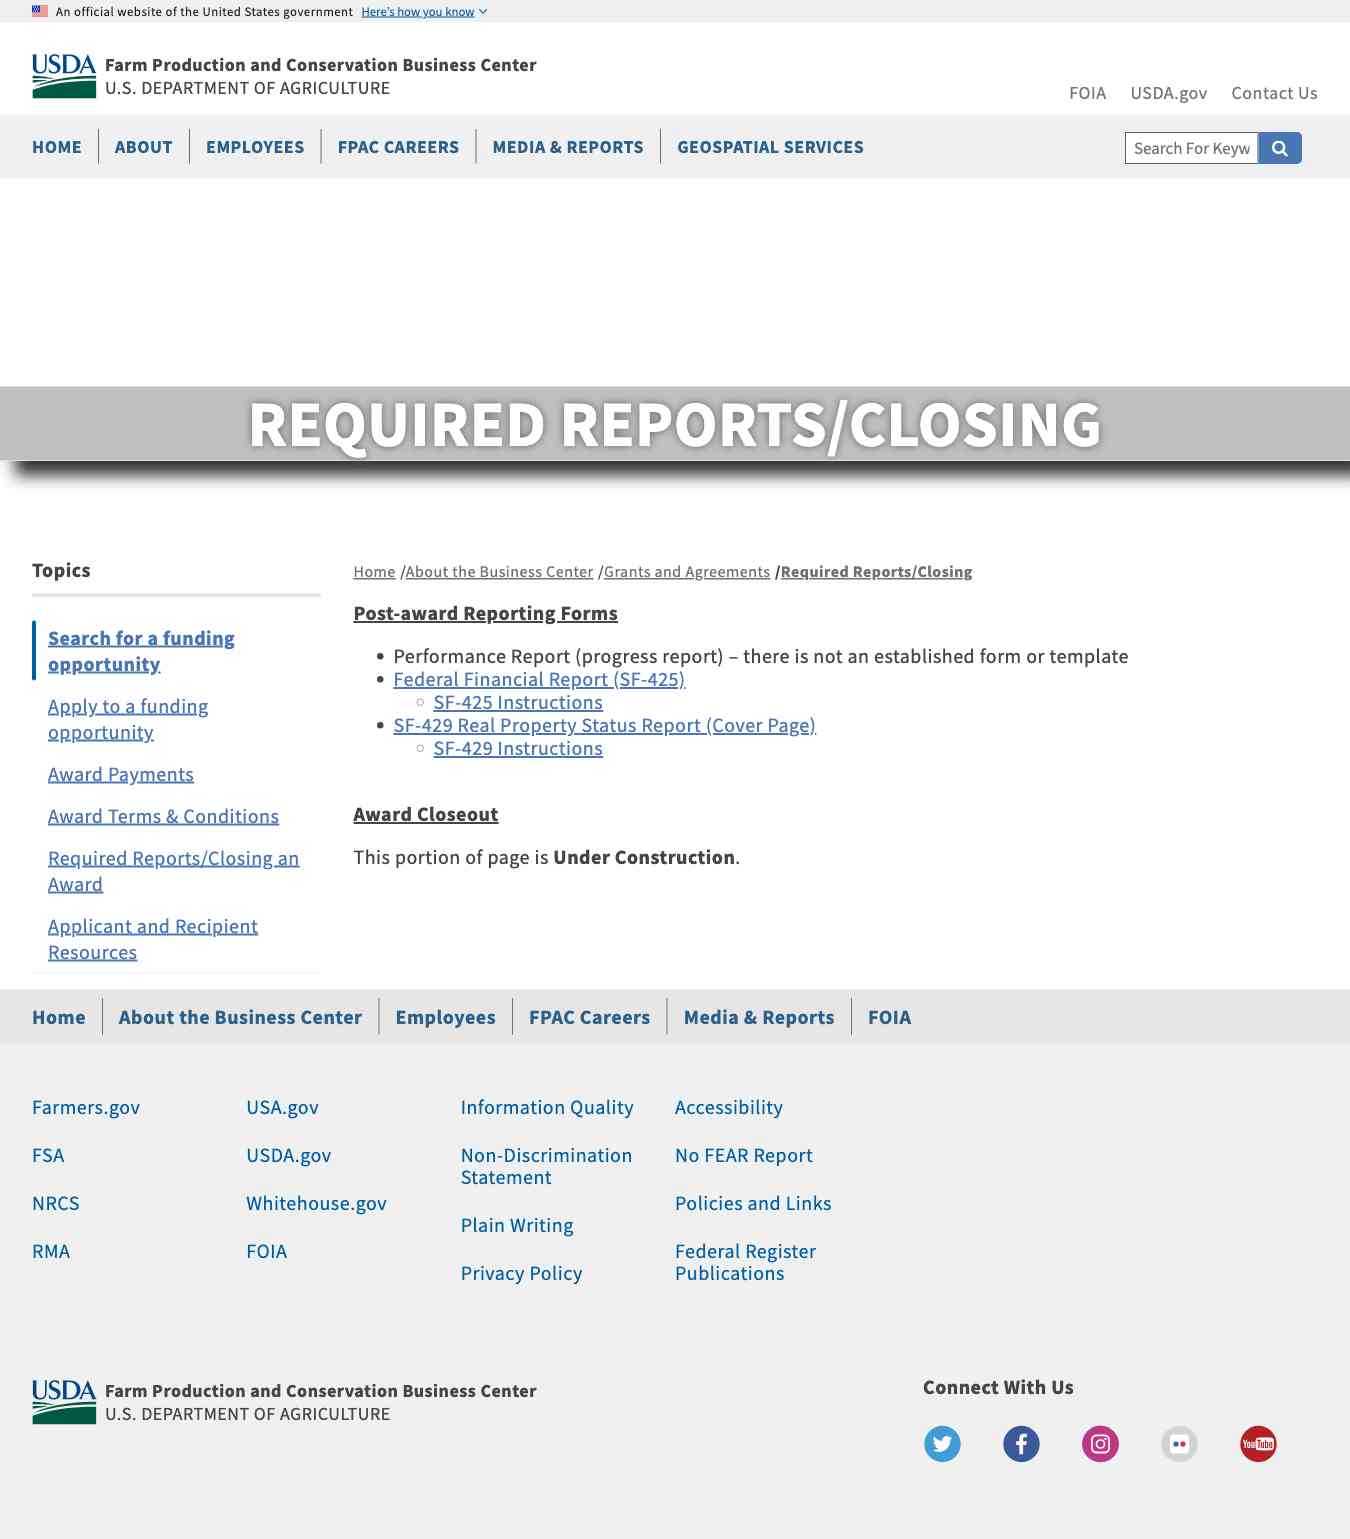 An official website of the United States government Here's how you know
USDA
Farm Production and Conservation Business Center
U.S. DEPARTMENT OF AGRICULTURE
FOIA USDA.gov Contact Us
HOME ABOUT EMPLOYEES FPAC CAREERS MEDIA & REPORTS GEOSPATIAL SERVICES
Search For Keyw
REQUIRED REPORTS/CLOSING
Topics
Search for a funding
opportunity
Apply to a funding
opportunity
Award Payments
Award Terms & Conditions
Required Reports/Closing an
Award
Applicant and Recipient
Resources
Home /About the Business Center /Grants and Agreements /Required Reports/Closing
Post-award Reporting Forms
Performance Report (progress report) – there is not an established form or template
Federal Financial Report (SF-425)
SF-425 Instructions
SF-429 Real Property Status Report (Cover Page)
SF-429 Instructions
Award Closeout
This portion of page is Under Construction.
Home About the Business Center Employees FPAC Careers Media & Reports FOIA
Farmers.gov
FSA
NRCS
RMA
USA.gov
USDA.gov
Whitehouse.gov
FOIA
Information Quality
Non-Discrimination
Statement
Plain Writing
Privacy Policy
Accessibility
No FEAR Report
Policies and Links
Federal Register
Publications
USDA
Farm Production and Conservation Business Center
U.S. DEPARTMENT OF AGRICULTURE
Connect With Us
YouTube